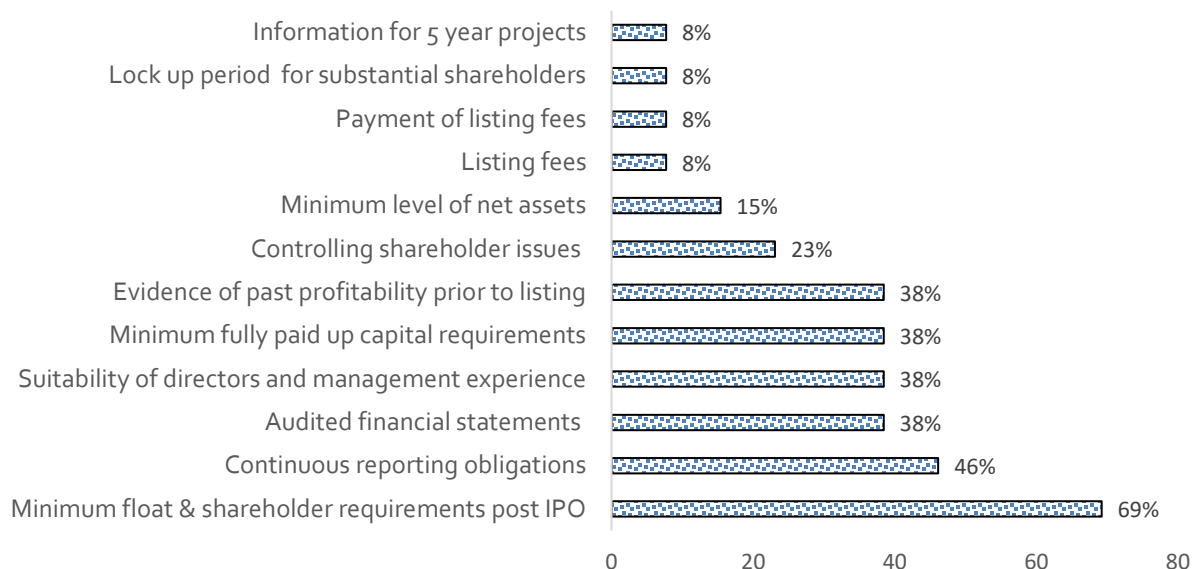 Information for 5 year projects 8%
Lock up period for substantial shareholders 8%
Payment of listing fees 8%
Listing fees 8%
Minimum level of net assets 15%
Controlling shareholder issues 23%
Evidence of past profitability prior to listing 38%
Minimum fully paid up capital requirements 38%
Suitability of directors and management experience 38%
Audited financial statements 38%
Continuous reporting obligations 46%
Minimum float & shareholder requirements post IPO 69%
0 20 40 60 80